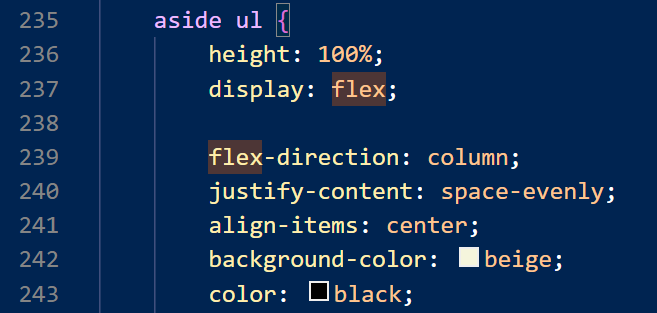 235 aside ul {
236 height: 100%;
237 display: flex;
238
239 flex-direction: column;
240 justify-content: space-evenly;
241 align-items: center;
242 background-color: beige;
243 color: black;